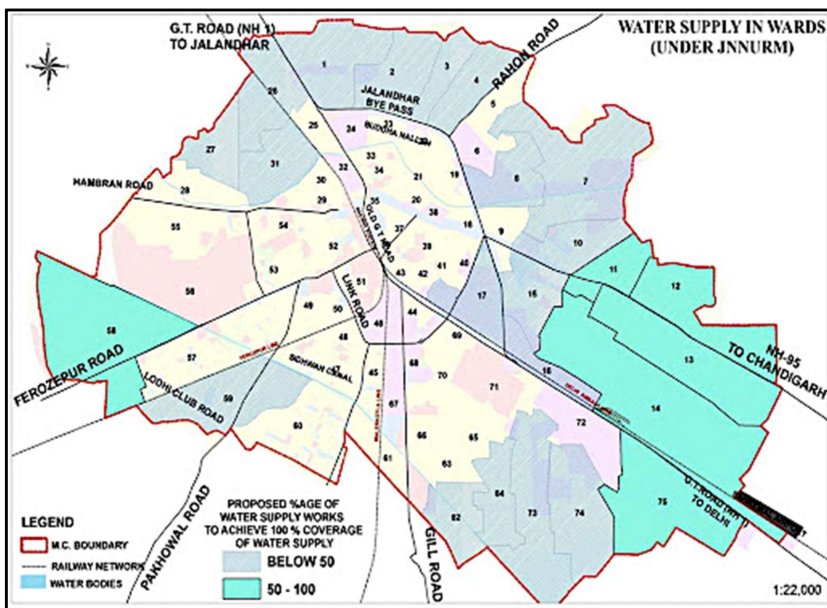 WATER SUPPLY IN WARDS
(UNDER JNNURM)
G.T. ROAD (NH 1)
TO JALANDHAR
RAHON ROAD
JALANDHAR
BYE PASS
BUDDHA NALLAH
HAMBRAN ROAD
OLD G.T. ROAD
LINK ROAD
FEROZEPUR ROAD
LODHI CLUB ROAD
SIDHWAN CANAL
PAKHOWAL ROAD
GILL ROAD
NH-95
TO CHANDIGARH
G.T. ROAD (NH 1)
TO DELHI
1
2
3
4
5
6
7
8
9
10
11
12
13
14
15
16
17
18
19
20
21
23
24
25
26
27
28
29
30
31
32
33
34
35
37
38
39
40
41
42
43
44
45
46
48
49
50
51
52
53
54
55
56
57
58
59
60
61
62
63
64
65
66
67
68
69
70
71
72
73
74
75
LEGEND
M.C. BOUNDARY
RAILWAY NETWORK
WATER BODIES
PROPOSED %AGE OF
WATER SUPPLY WORKS
TO ACHIEVE 100 % COVERAGE
OF WATER SUPPLY
BELOW 50
50 - 100
1:22,000